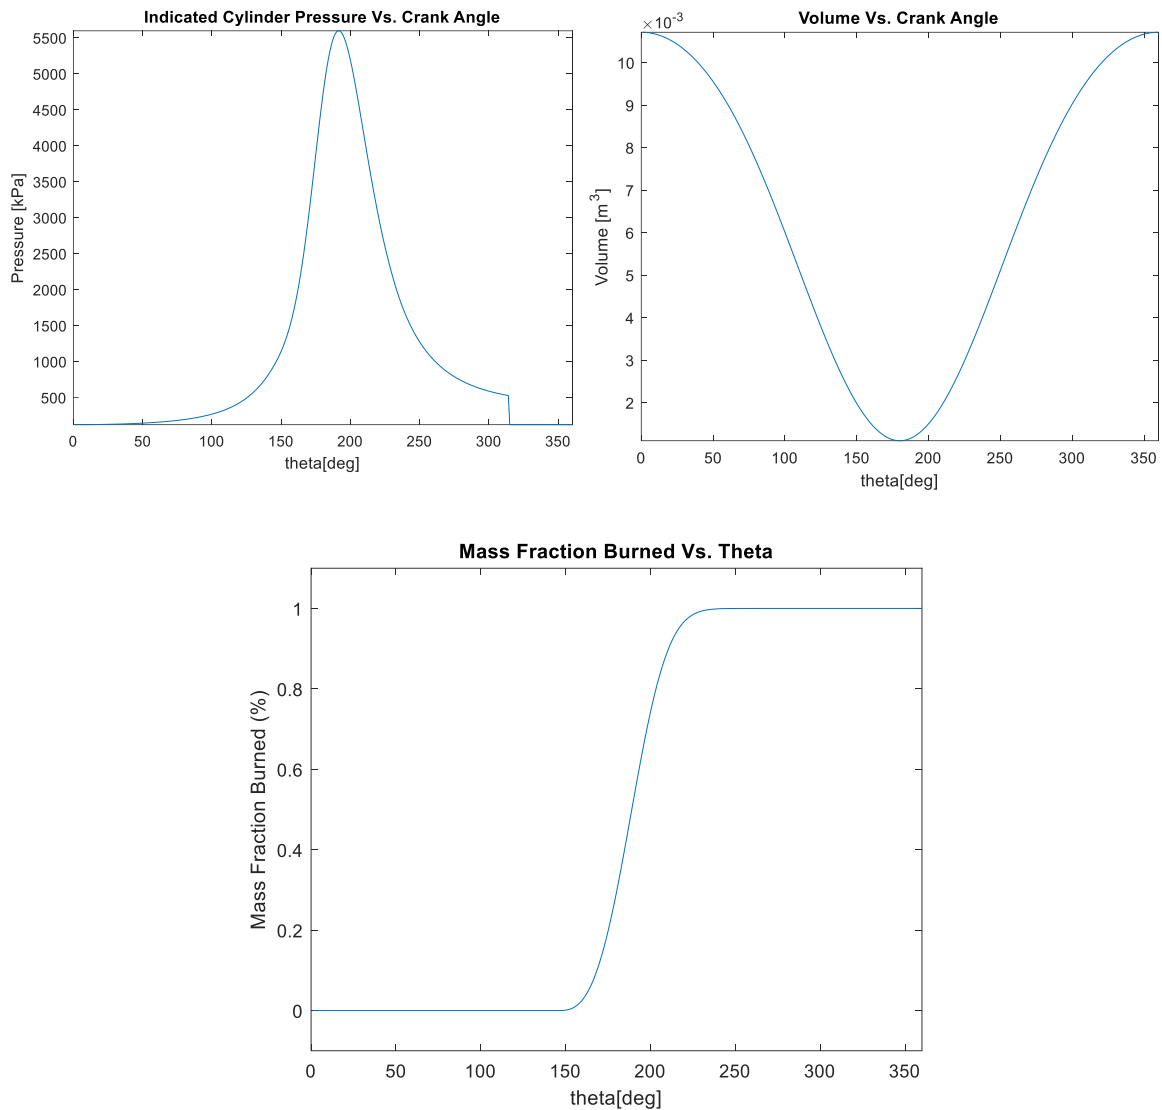 Indicated Cylinder Pressure Vs. Crank Angle
5500
5000
4500
4000
3500
3000
2500
2000
1500
1000
500
Pressure [kPa]
0 50 100 150 200 250 300 350
theta[deg]
×10⁻³
Volume Vs. Crank Angle
10
9
8
7
6
5
4
3
2
Volume [m³]
0 50 100 150 200 250 300 350
theta[deg]
Mass Fraction Burned Vs. Theta
1
0.8
0.6
0.4
0.2
0
Mass Fraction Burned (%)
0 50 100 150 200 250 300 350
theta[deg]